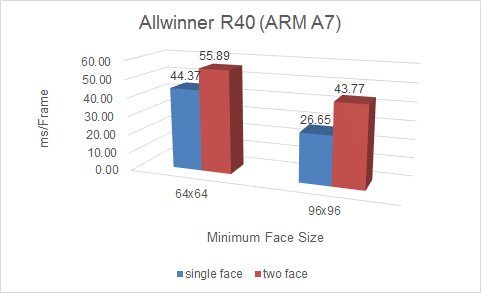 Allwinner R40 (ARM A7)
60.00
50.00
40.00
30.00
20.00
10.00
0.00
ms/Frame
44.37
55.89
26.65
43.77
64x64
96x96
Minimum Face Size
single face
two face